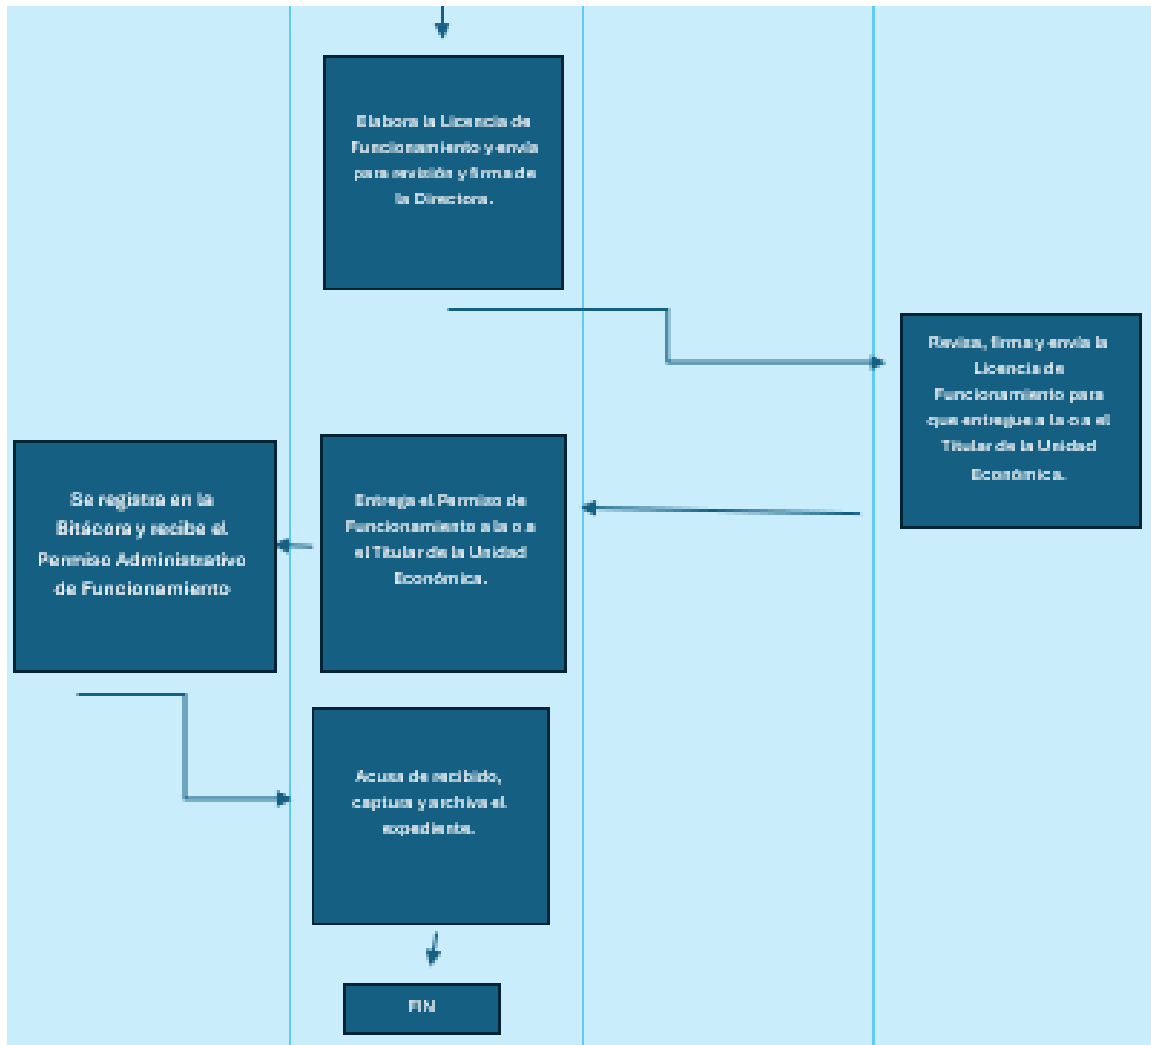 Elabora la Licencia de
Funcionamiento y envía
para revisión y firma de
la Directora.
Revisa, firma y envía la
Licencia de
Funcionamiento para
que entregue a la o a el
Titular de la Unidad
Económica.
Se registra en la
Bitácora y recibe el
Permiso Administrativo
de Funcionamiento
Entrega el Permiso de
Funcionamiento a la o a
el Titular de la Unidad
Económica.
Acusa de recibido,
captura y archiva el
expediente.
FIN